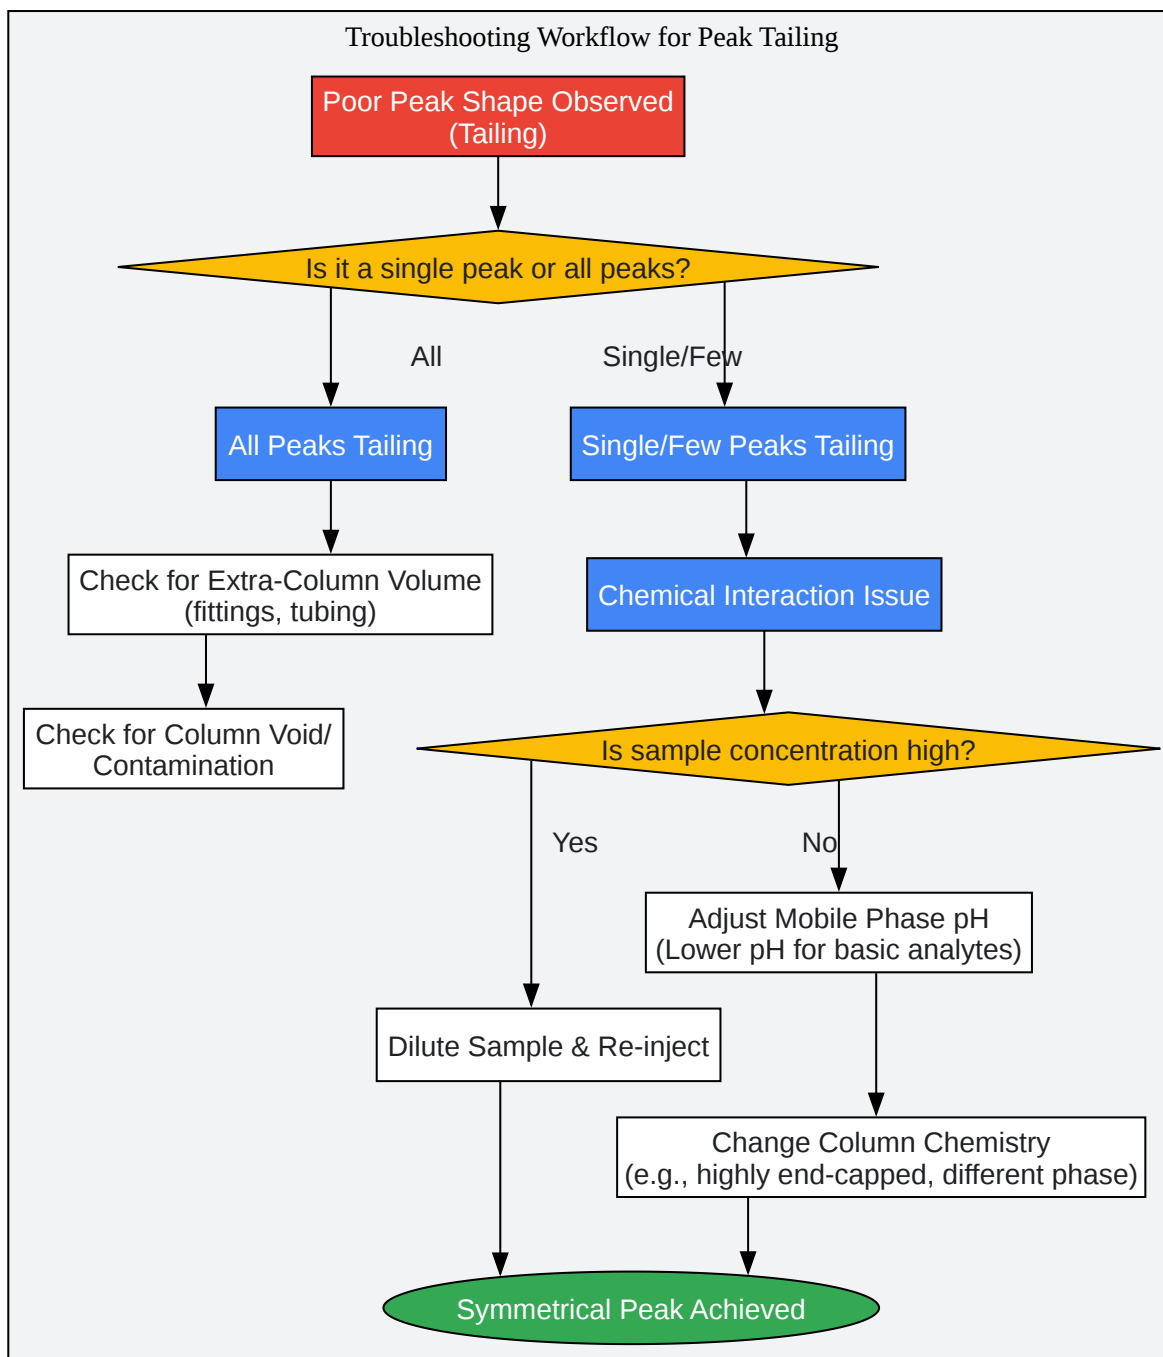 Troubleshooting Workflow for Peak Tailing
Poor Peak Shape Observed
(Tailing)
Is it a single peak or all peaks?
All
Single/Few
All Peaks Tailing
Single/Few Peaks Tailing
Check for Extra-Column Volume
(fittings, tubing)
Chemical Interaction Issue
Check for Column Void/
Contamination
Is sample concentration high?
Yes
No
Adjust Mobile Phase pH
(Lower pH for basic analytes)
Dilute Sample & Re-inject
Change Column Chemistry
(e.g., highly end-capped, different phase)
Symmetrical Peak Achieved